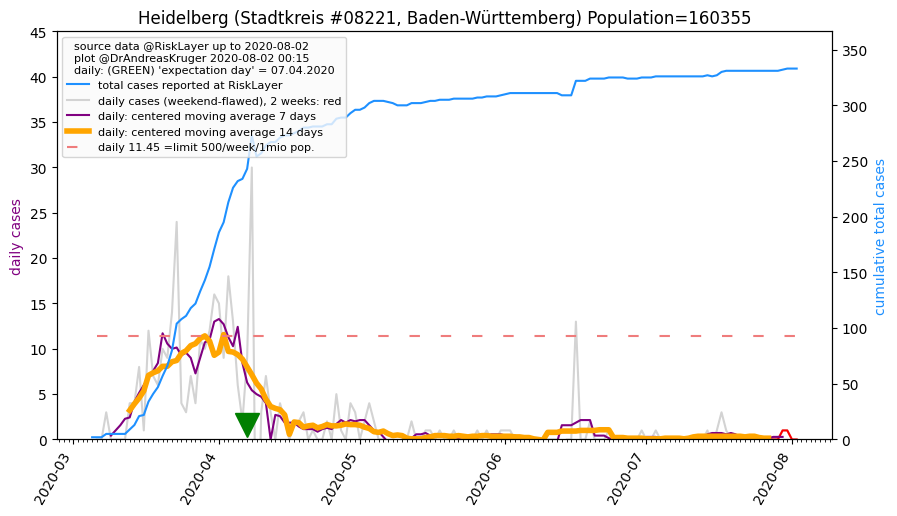 Heidelberg (Stadtkreis #08221, Baden-Württemberg) Population=160355
source data @RiskLayer up to 2020-08-02
plot @DrAndreasKruger 2020-08-02 00:15
daily: (GREEN) 'expectation day' = 07.04.2020
total cases reported at RiskLayer
daily cases (weekend-flawed), 2 weeks: red
daily: centered moving average 7 days
daily: centered moving average 14 days
daily 11.45 =limit 500/week/1mio pop.
daily cases
45
40
35
30
25
20
15
10
5
0
350
300
250
200
150
100
50
0
cumulative total cases
2020-03
2020-04
2020-05
2020-06
2020-07
2020-08